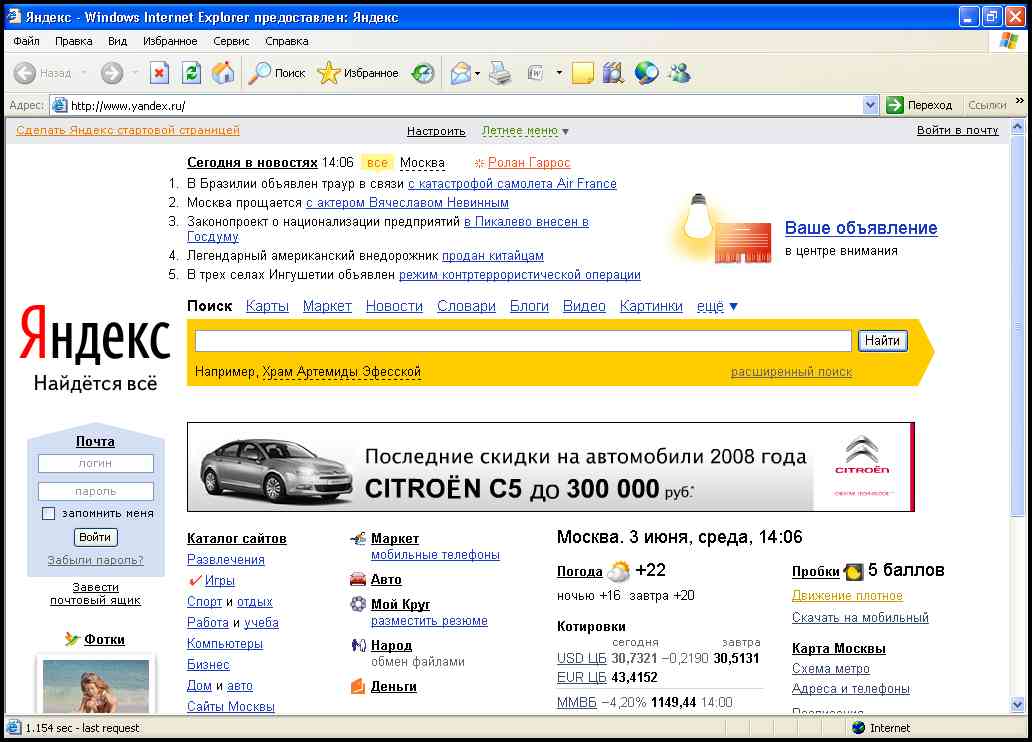 Яндекс - Windows Internet Explorer предоставлен: Яндекс
Файл Правка Вид Избранное Сервис Справка
Назад Поиск Избранное
Адрес: http://www.yandex.ru/ Переход Ссылки »
Сделать Яндекс стартовой страницей Настроить Летнее меню ▼ Войти в почту
Сегодня в новостях 14:06 все Москва Ролан Гаррос
1. В Бразилии объявлен траур в связи с катастрофой самолета Air France
2. Москва прощается с актером Вячеславом Невинным
3. Законопроект о национализации предприятий в Пикалево внесен в
Госдуму
4. Легендарный американский внедорожник продан китайцам
5. В трех селах Ингушетии объявлен режим контртеррористической операции
Ваше объявление
в центре внимания
Поиск Карты Маркет Новости Словари Блоги Видео Картинки ещё ▼
Яндекс
Найдётся всё
Найти
Например, Храм Артемиды Эфесской расширенный поиск
Почта
логин
пароль
запомнить меня
Войти
Забыли пароль?
Завести
почтовый ящик
Фотки
Последние скидки на автомобили 2008 года
CITROËN C5 до 300 000 руб.*
CITROËN
Каталог сайтов
Развлечения
Игры
Спорт и отдых
Работа и учеба
Компьютеры
Бизнес
Дом и авто
Сайты Москвы
Маркет
мобильные телефоны
Авто
Мой Круг
разместить резюме
Народ
обмен файлами
Деньги
Москва. 3 июня, среда, 14:06
Погода +22
ночью +16 завтра +20
Котировки
сегодня завтра
USD ЦБ 30,7321 −0,2190 30,5131
EUR ЦБ 43,4152
ММВБ −4,20% 1149,44 14:00
Пробки 5 баллов
Движение плотное
Скачать на мобильный
Карта Москвы
Схема метро
Адреса и телефоны
1.154 sec - last request Internet